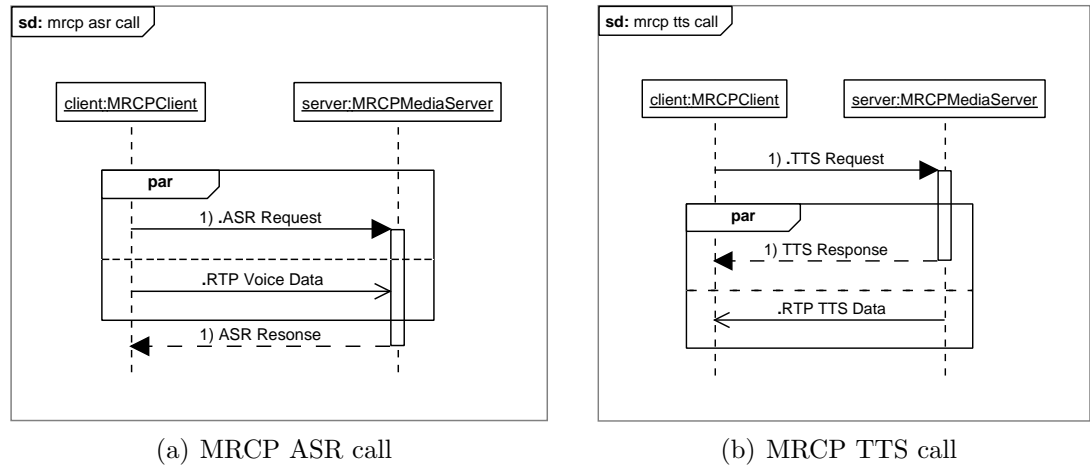 sd: mrcp asr call
client:MRCPClient
server:MRCPMediaServer
par
1) .ASR Request
.RTP Voice Data
1) ASR Resonse
(a) MRCP ASR call
sd: mrcp tts call
client:MRCPClient
server:MRCPMediaServer
1) .TTS Request
par
1) TTS Response
.RTP TTS Data
(b) MRCP TTS call